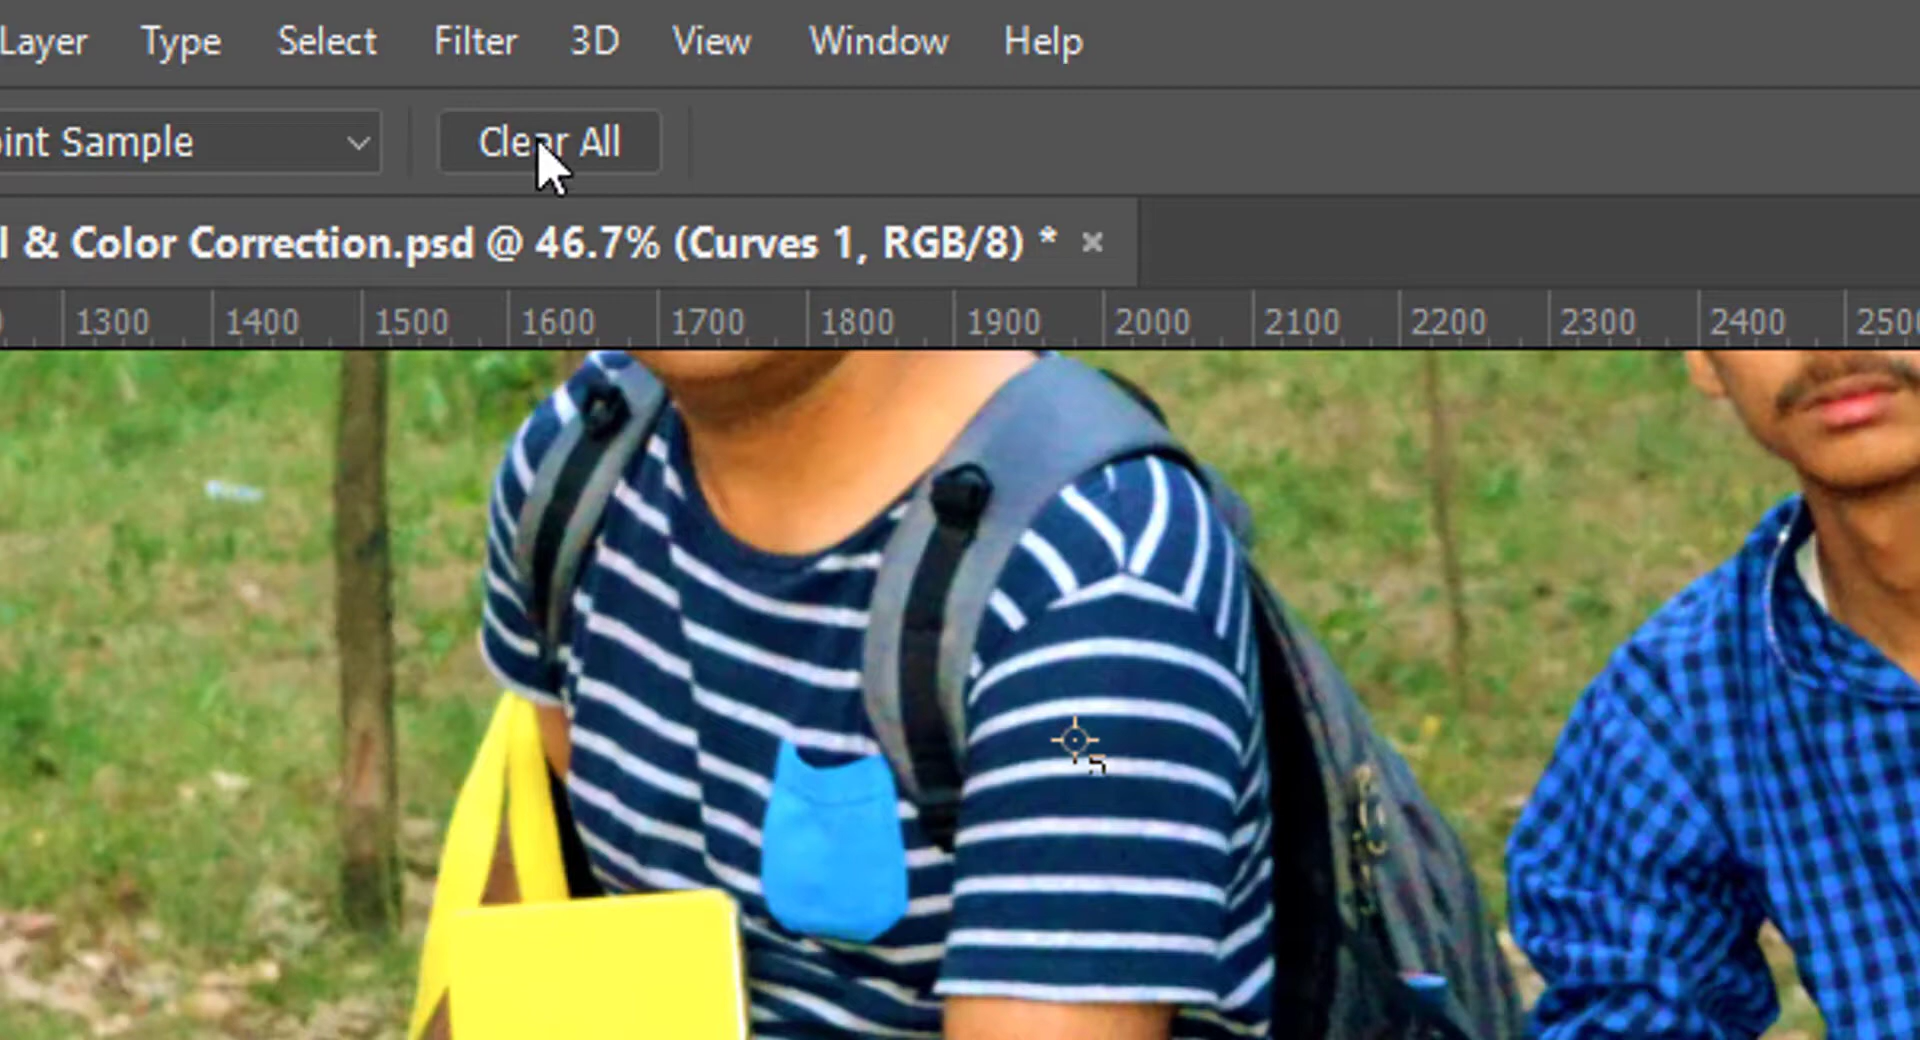 Layer Type Select Filter 3D View Window Help
int Sample Clear All
l & Color Correction.psd @ 46.7% (Curves 1, RGB/8) * ×
1300 1400 1500 1600 1700 1800 1900 2000 2100 2200 2300 2400 2500